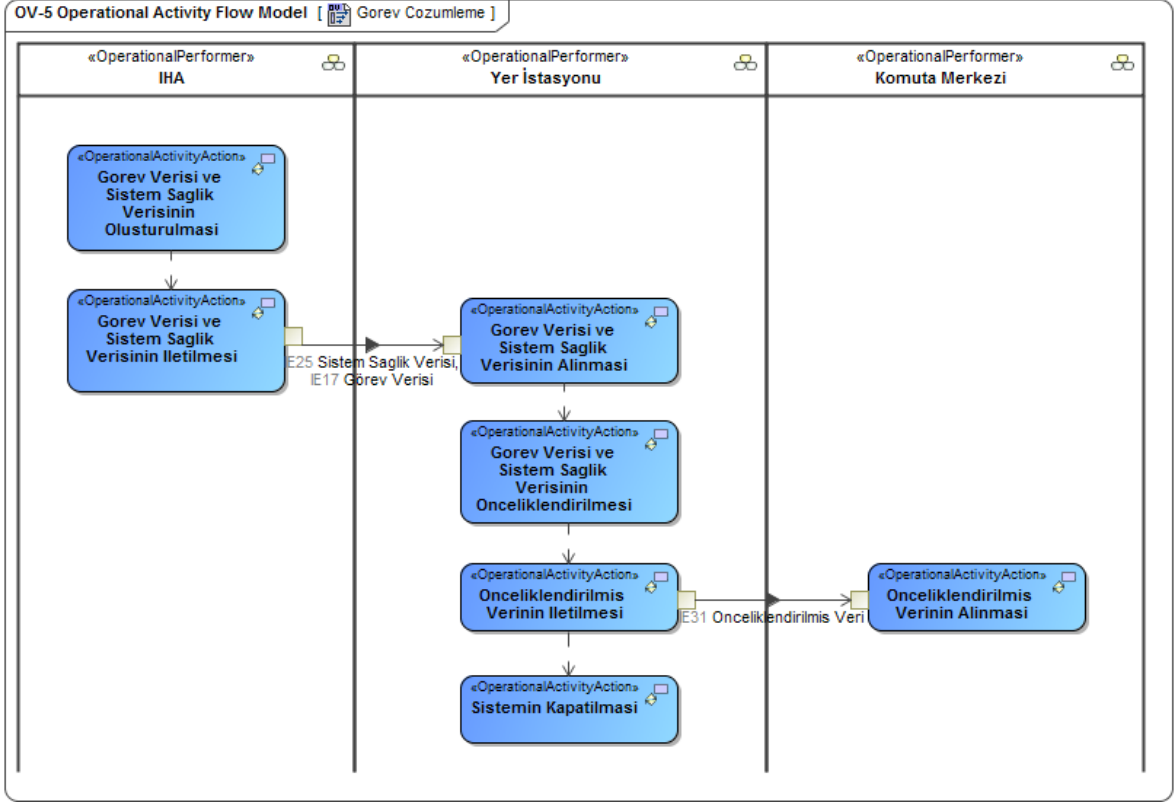 OV-5 Operational Activity Flow Model [ Gorev Cozumleme ]
«OperationalPerformer»
IHA
«OperationalPerformer»
Yer İstasyonu
«OperationalPerformer»
Komuta Merkezi
«OperationalActivityAction»
Gorev Verisi ve
Sistem Saglik
Verisinin
Olusturulmasi
«OperationalActivityAction»
Gorev Verisi ve
Sistem Saglik
Verisinin Iletilmesi
IE25 Sistem Saglik Verisi,
IE17 Görev Verisi
«OperationalActivityAction»
Gorev Verisi ve
Sistem Saglik
Verisinin Alinmasi
«OperationalActivityAction»
Gorev Verisi ve
Sistem Saglik
Verisinin
Onceliklendirilmesi
«OperationalActivityAction»
Onceliklendirilmis
Verinin Iletilmesi
IE31 Onceliklendirilmis Veri
«OperationalActivityAction»
Onceliklendirilmis
Verinin Alinmasi
«OperationalActivityAction»
Sistemin Kapatilmasi